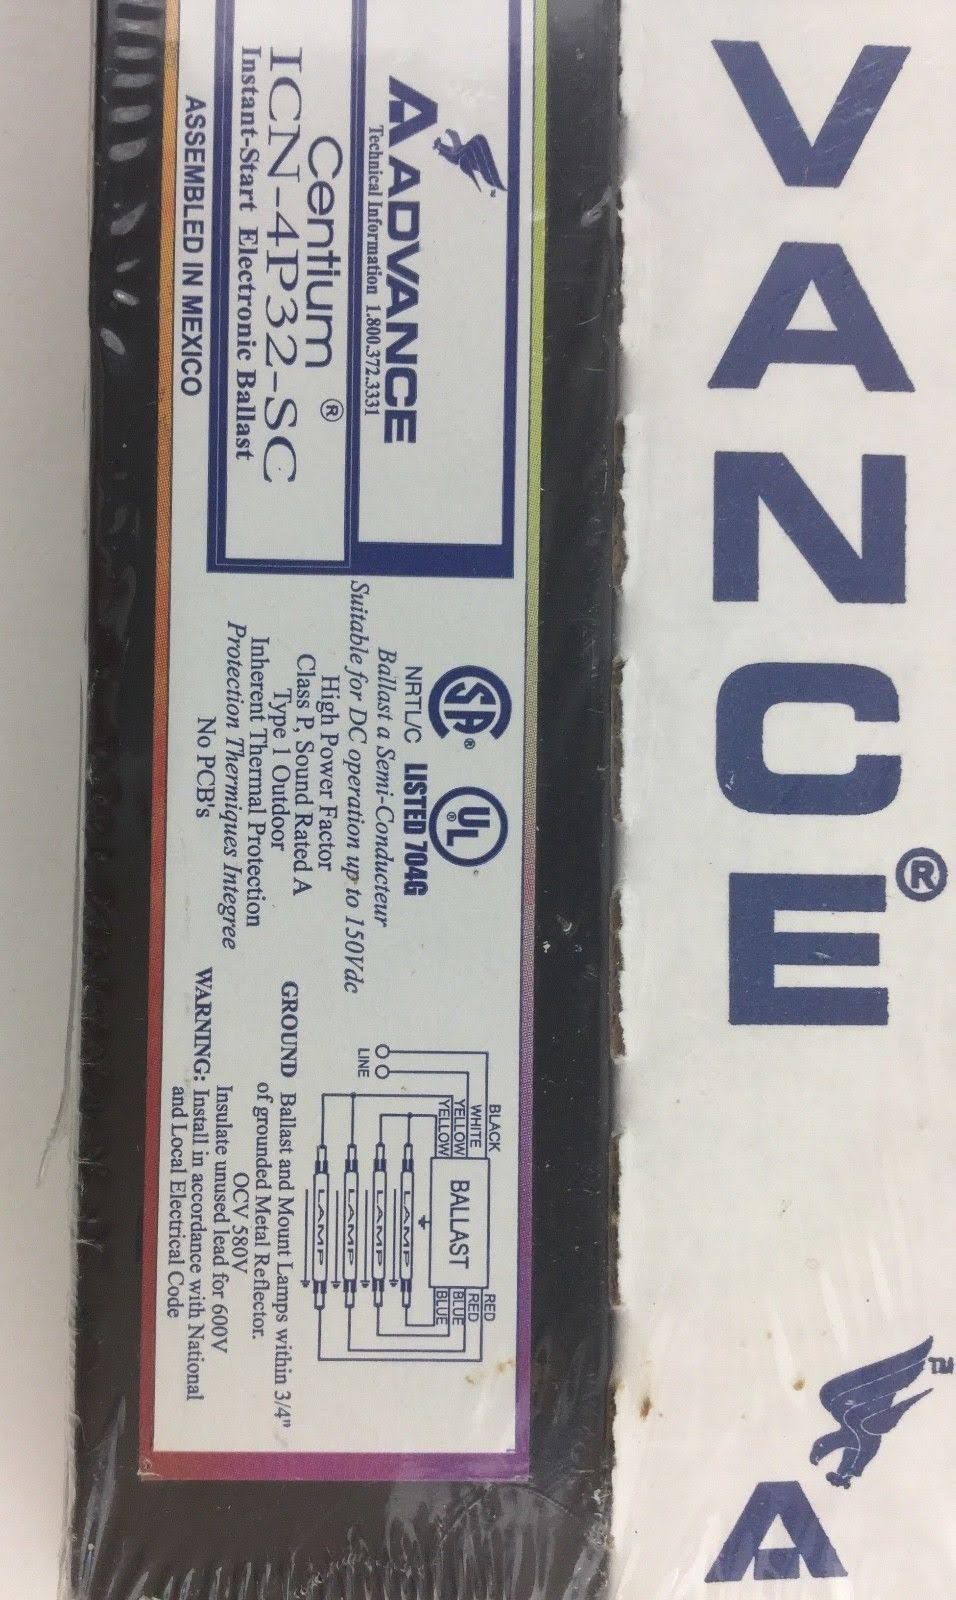 VANCE®
A
TM
ADVANCE
Technical Information 1.800.372.3331
Centium®
ICN-4P32-SC
Instant-Start Electronic Ballast
ASSEMBLED IN MEXICO
SA® UL®
NRTL/C LISTED 704G
Ballast a Semi-Conducteur
Suitable for DC operation up to 150Vdc
High Power Factor
Class P, Sound Rated A
Type 1 Outdoor
Inherent Thermal Protection
Protection Thermiques Integree
No PCB's
BLACK
WHITE
YELLOW
YELLOW
BALLAST
RED
RED
BLUE
BLUE
LINE
LAMP
LAMP
LAMP
LAMP
GROUND Ballast and Mount Lamps within 3/4"
of grounded Metal Reflector.
OCV 580V
Insulate unused lead for 600V
WARNING: Install in accordance with National
and Local Electrical Code